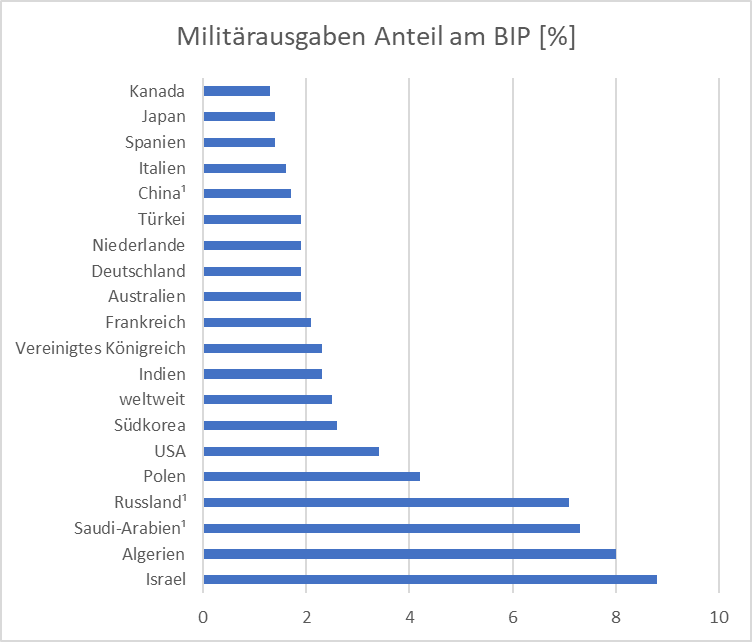 Militärausgaben Anteil am BIP [%]
Kanada
Japan
Spanien
Italien
China¹
Türkei
Niederlande
Deutschland
Australien
Frankreich
Vereinigtes Königreich
Indien
weltweit
Südkorea
USA
Polen
Russland¹
Saudi-Arabien¹
Algerien
Israel
0 2 4 6 8 10